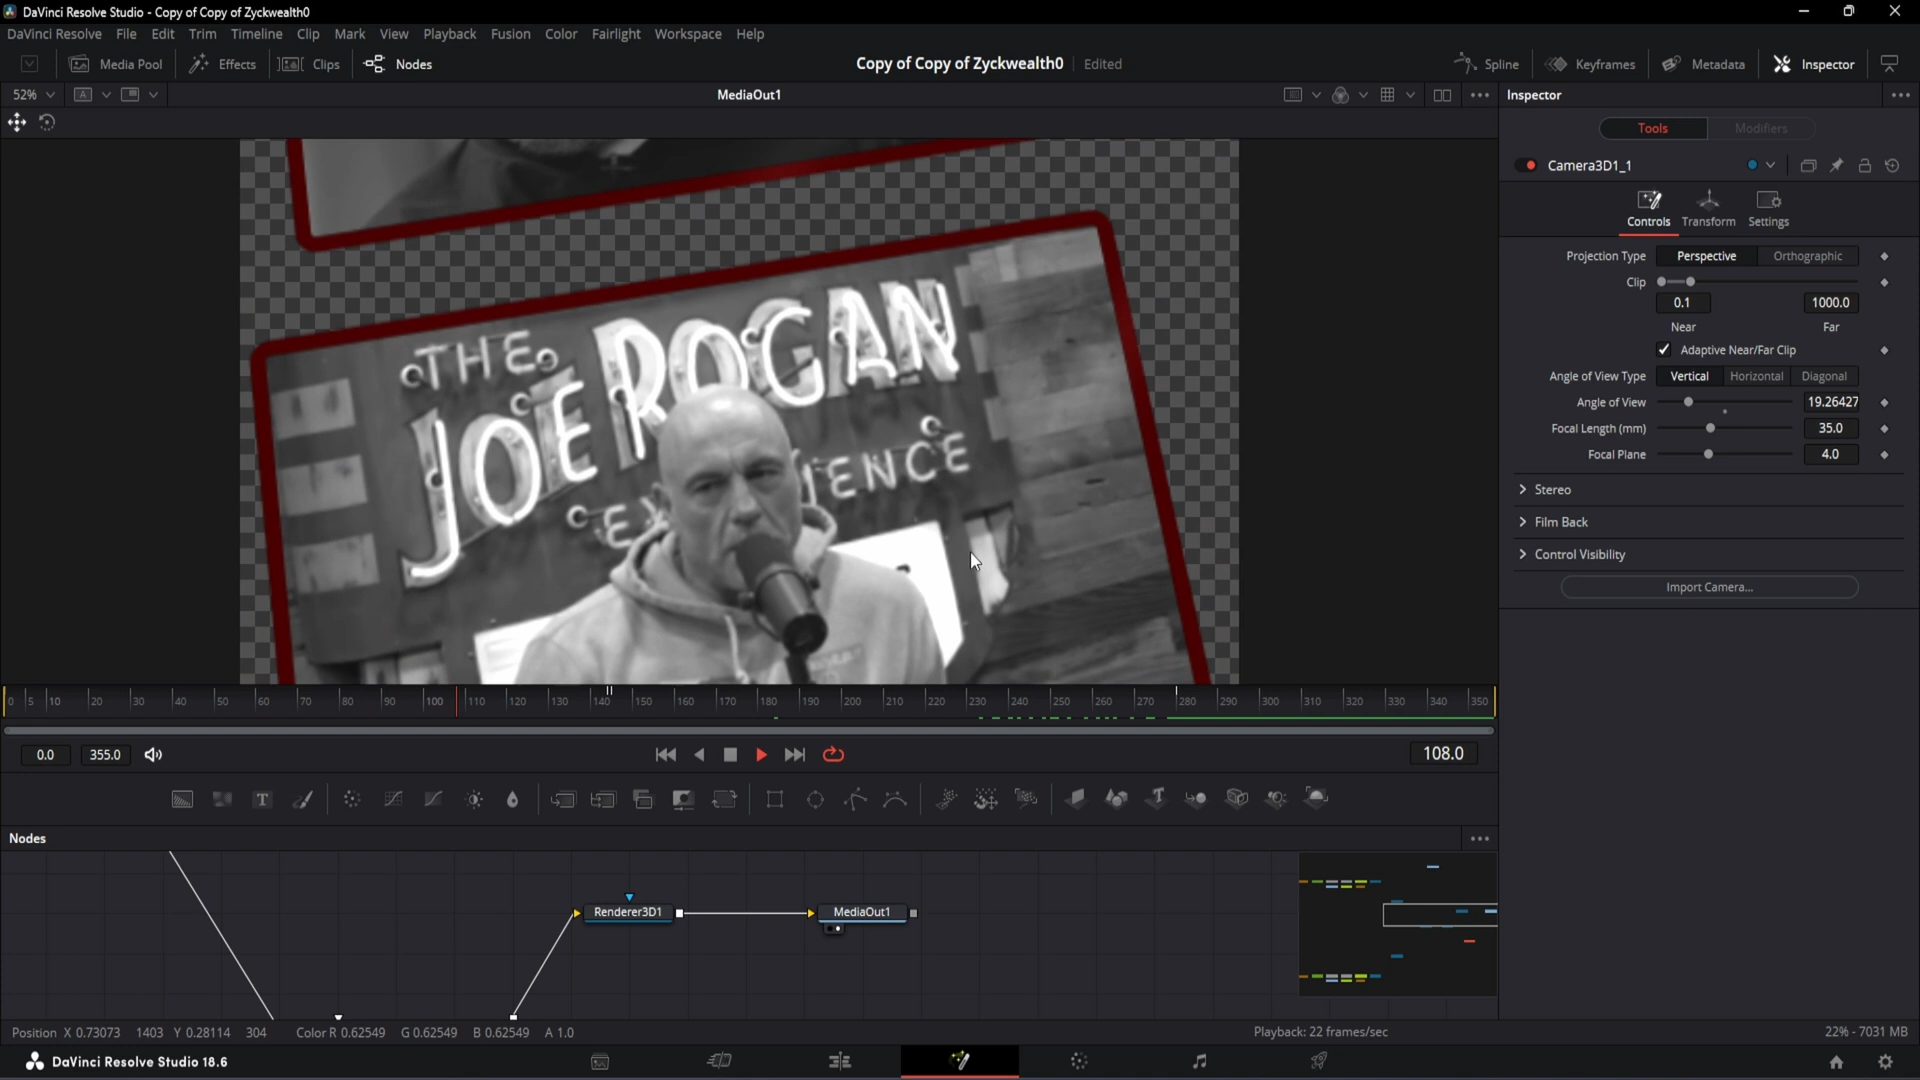 DaVinci Resolve Studio - Copy of Copy of Zyckwealth0
DaVinci Resolve File Edit Trim Timeline Clip Mark View Playback Fusion Color Fairlight Workspace Help
Media Pool Effects Clips Nodes Copy of Copy of Zyckwealth0 Edited Spline Keyframes Metadata Inspector
52% A MediaOut1 Inspector
Tools Modifiers
Camera3D1_1
Controls Transform Settings
Projection Type Perspective Orthographic
Clip
0.1 1000.0
Near Far
Adaptive Near/Far Clip
Angle of View Type Vertical Horizontal Diagonal
Angle of View 19.26427
Focal Length (mm) 35.0
Focal Plane 4.0
Stereo
Film Back
Control Visibility
Import Camera...
THE
JOE ROGAN
0 5 10 20 30 40 50 60 70 80 90 100 110 120 130 140 150 160 170 180 190 200 210 220 230 240 250 260 270 280 290 300 310 320 330 340 350
0.0 355.0 108.0
Nodes
Renderer3D1 MediaOut1
Position X 0.73073 1403 Y 0.28114 304 Color R 0.62549 G 0.62549 B 0.62549 A 1.0 Playback: 22 frames/sec 22% - 7031 MB
DaVinci Resolve Studio 18.6